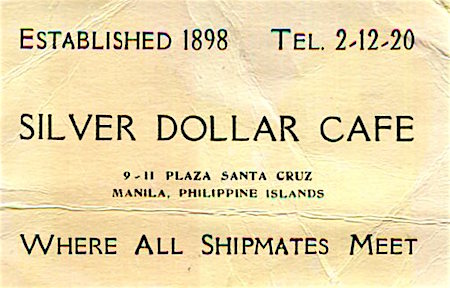 ESTABLISHED 1898 TEL. 2-12-20
SILVER DOLLAR CAFE
9-11 PLAZA SANTA CRUZ
MANILA, PHILIPPINE ISLANDS
WHERE ALL SHIPMATES MEET